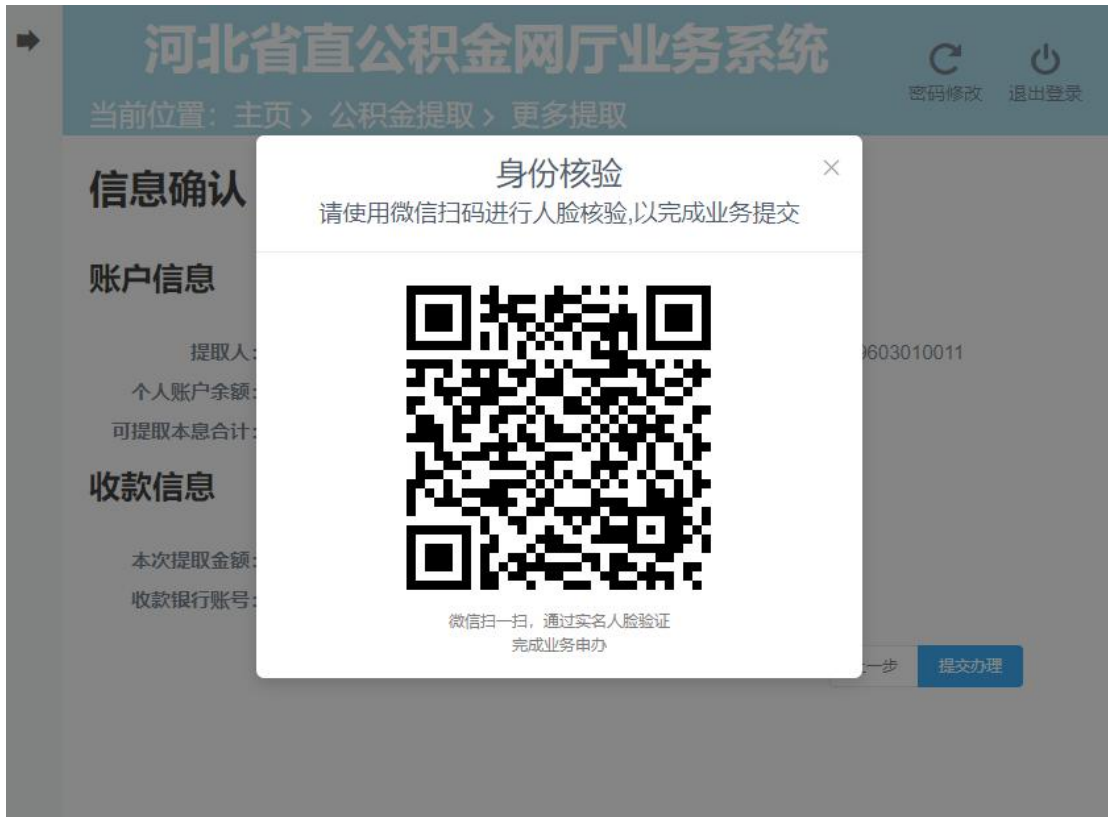 河北省直公积金网厅业务系统
密码修改
退出登录
当前位置：主页 > 公积金提取 > 更多提取
身份核验
请使用微信扫码进行人脸核验,以完成业务提交
信息确认
账户信息
提取人：
9603010011
个人账户余额：
可提取本息合计：
收款信息
本次提取金额：
收款银行账号：
微信扫一扫，通过实名人脸验证
完成业务申办
一步
提交办理